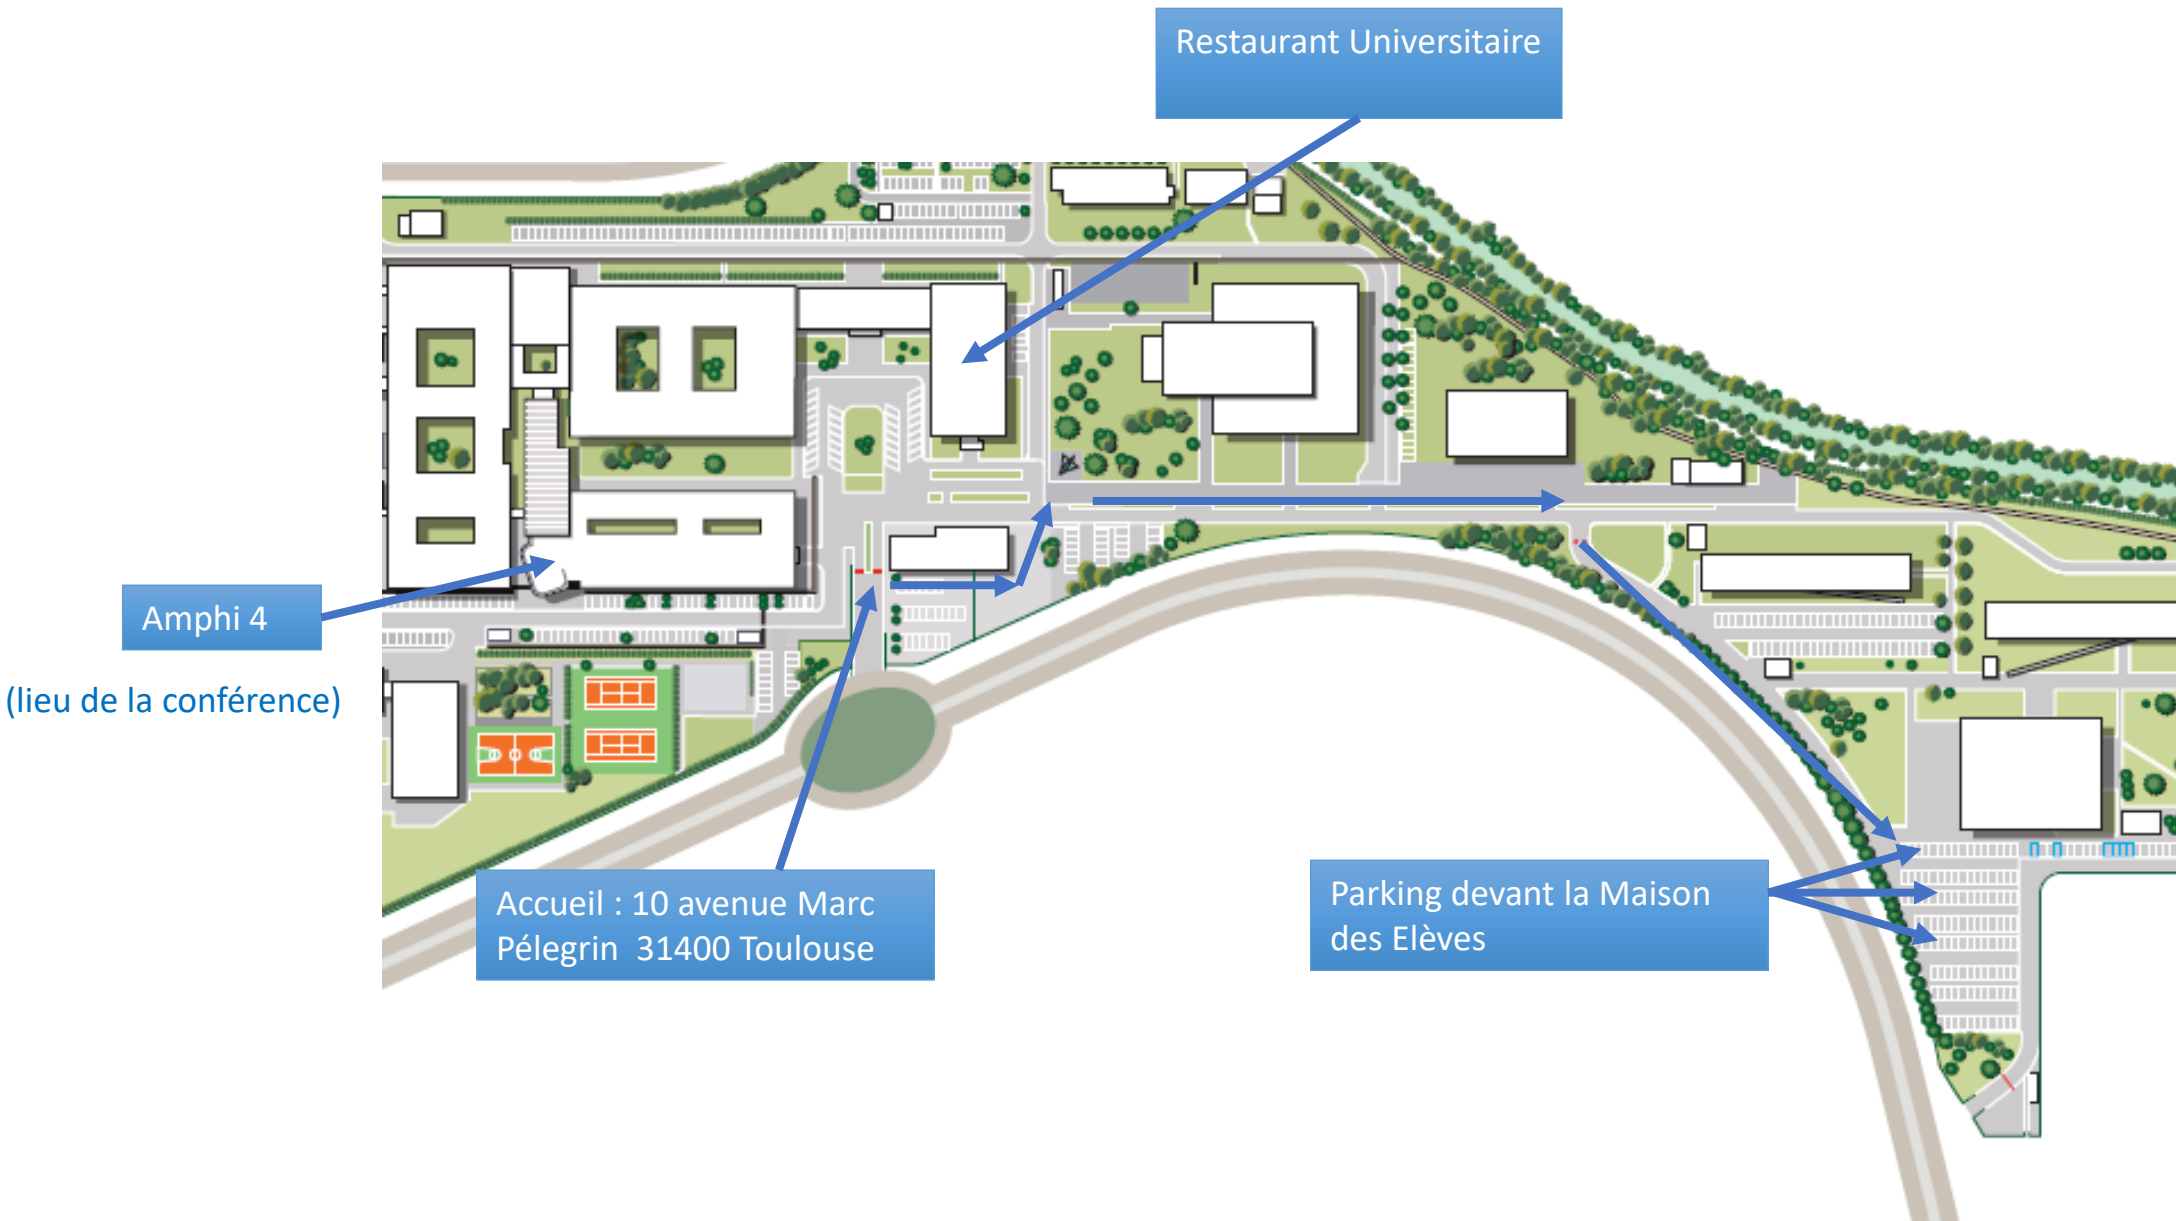 Restaurant Universitaire
Amphi 4
(lieu de la conférence)
Accueil : 10 avenue Marc
Pélegrin  31400 Toulouse
Parking devant la Maison
des Elèves